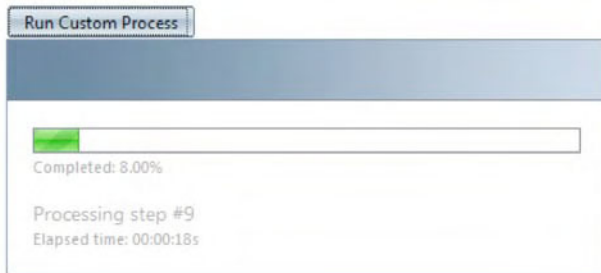 Run Custom Process
Completed: 8.00%
Processing step #9
Elapsed time: 00:00:18s